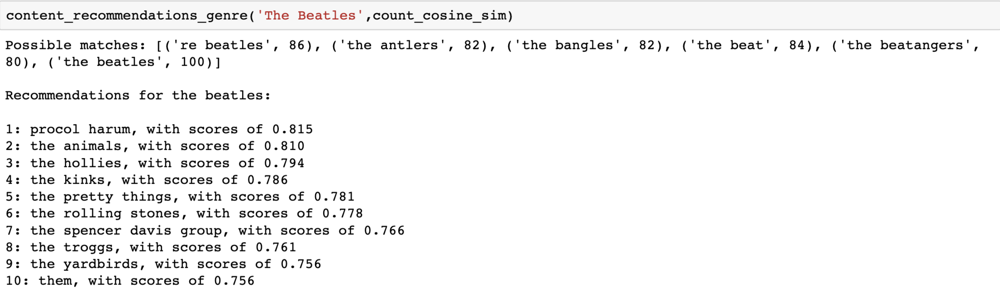 content_recommendations_genre('The Beatles',count_cosine_sim)
Possible matches: [('re beatles', 86), ('the antlers', 82), ('the bangles', 82), ('the beat', 84), ('the beatangers',
80), ('the beatles', 100)]
Recommendations for the beatles:
1: procol harum, with scores of 0.815
2: the animals, with scores of 0.810
3: the hollies, with scores of 0.794
4: the kinks, with scores of 0.786
5: the pretty things, with scores of 0.781
6: the rolling stones, with scores of 0.778
7: the spencer davis group, with scores of 0.766
8: the troggs, with scores of 0.761
9: the yardbirds, with scores of 0.756
10: them, with scores of 0.756